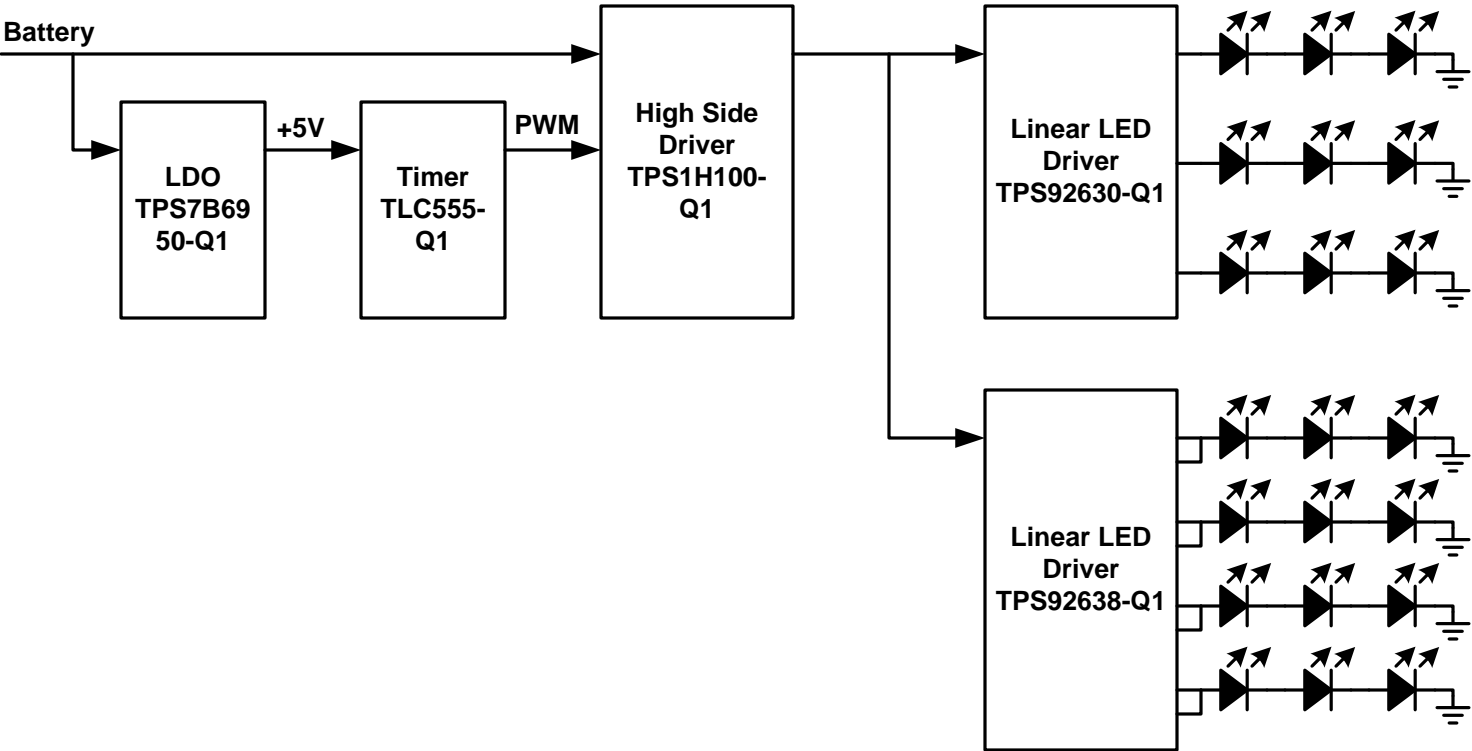 Battery
LDO
TPS7B69
50-Q1
+5V
Timer
TLC555-
Q1
PWM
High Side
Driver
TPS1H100-
Q1
Linear LED
Driver
TPS92630-Q1
Linear LED
Driver
TPS92638-Q1